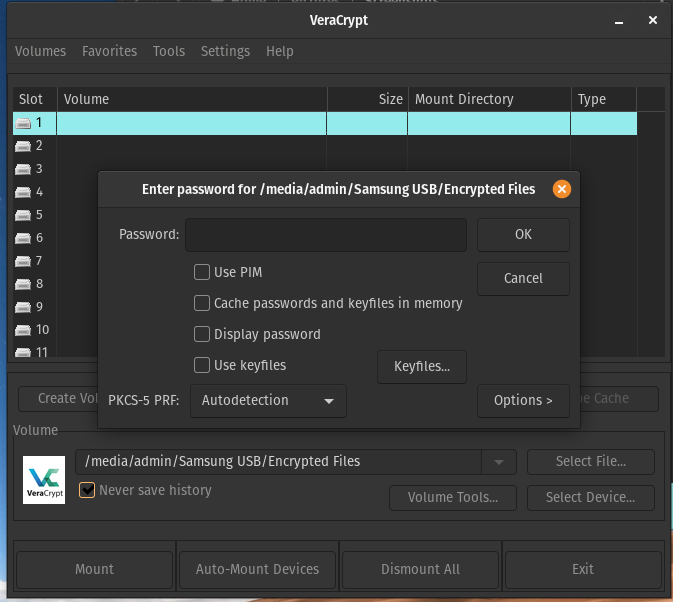 VeraCrypt
Volumes Favorites Tools Settings Help
Slot Volume Size Mount Directory Type
1
2
3
4
5
6
7
8
9
10
11
Enter password for /media/admin/Samsung USB/Encrypted Files
Password: OK
Use PIM
Cancel
Cache passwords and keyfiles in memory
Display password
Use keyfiles
Keyfiles...
PKCS-5 PRF: Autodetection Options >
Create Vol
Cache
Volume
VeraCrypt
/media/admin/Samsung USB/Encrypted Files Select File...
Never save history
Volume Tools... Select Device...
Mount Auto-Mount Devices Dismount All Exit